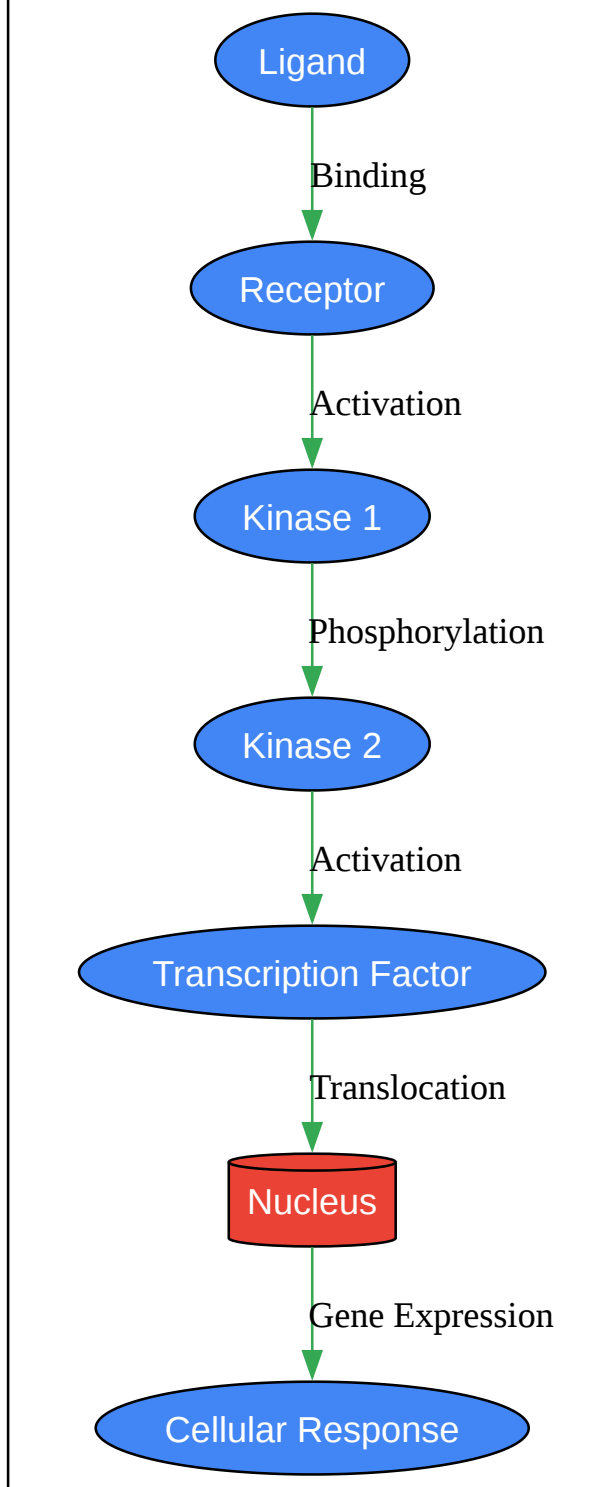 Ligand
Binding
Receptor
Activation
Kinase 1
Phosphorylation
Kinase 2
Activation
Transcription Factor
Translocation
Nucleus
Gene Expression
Cellular Response